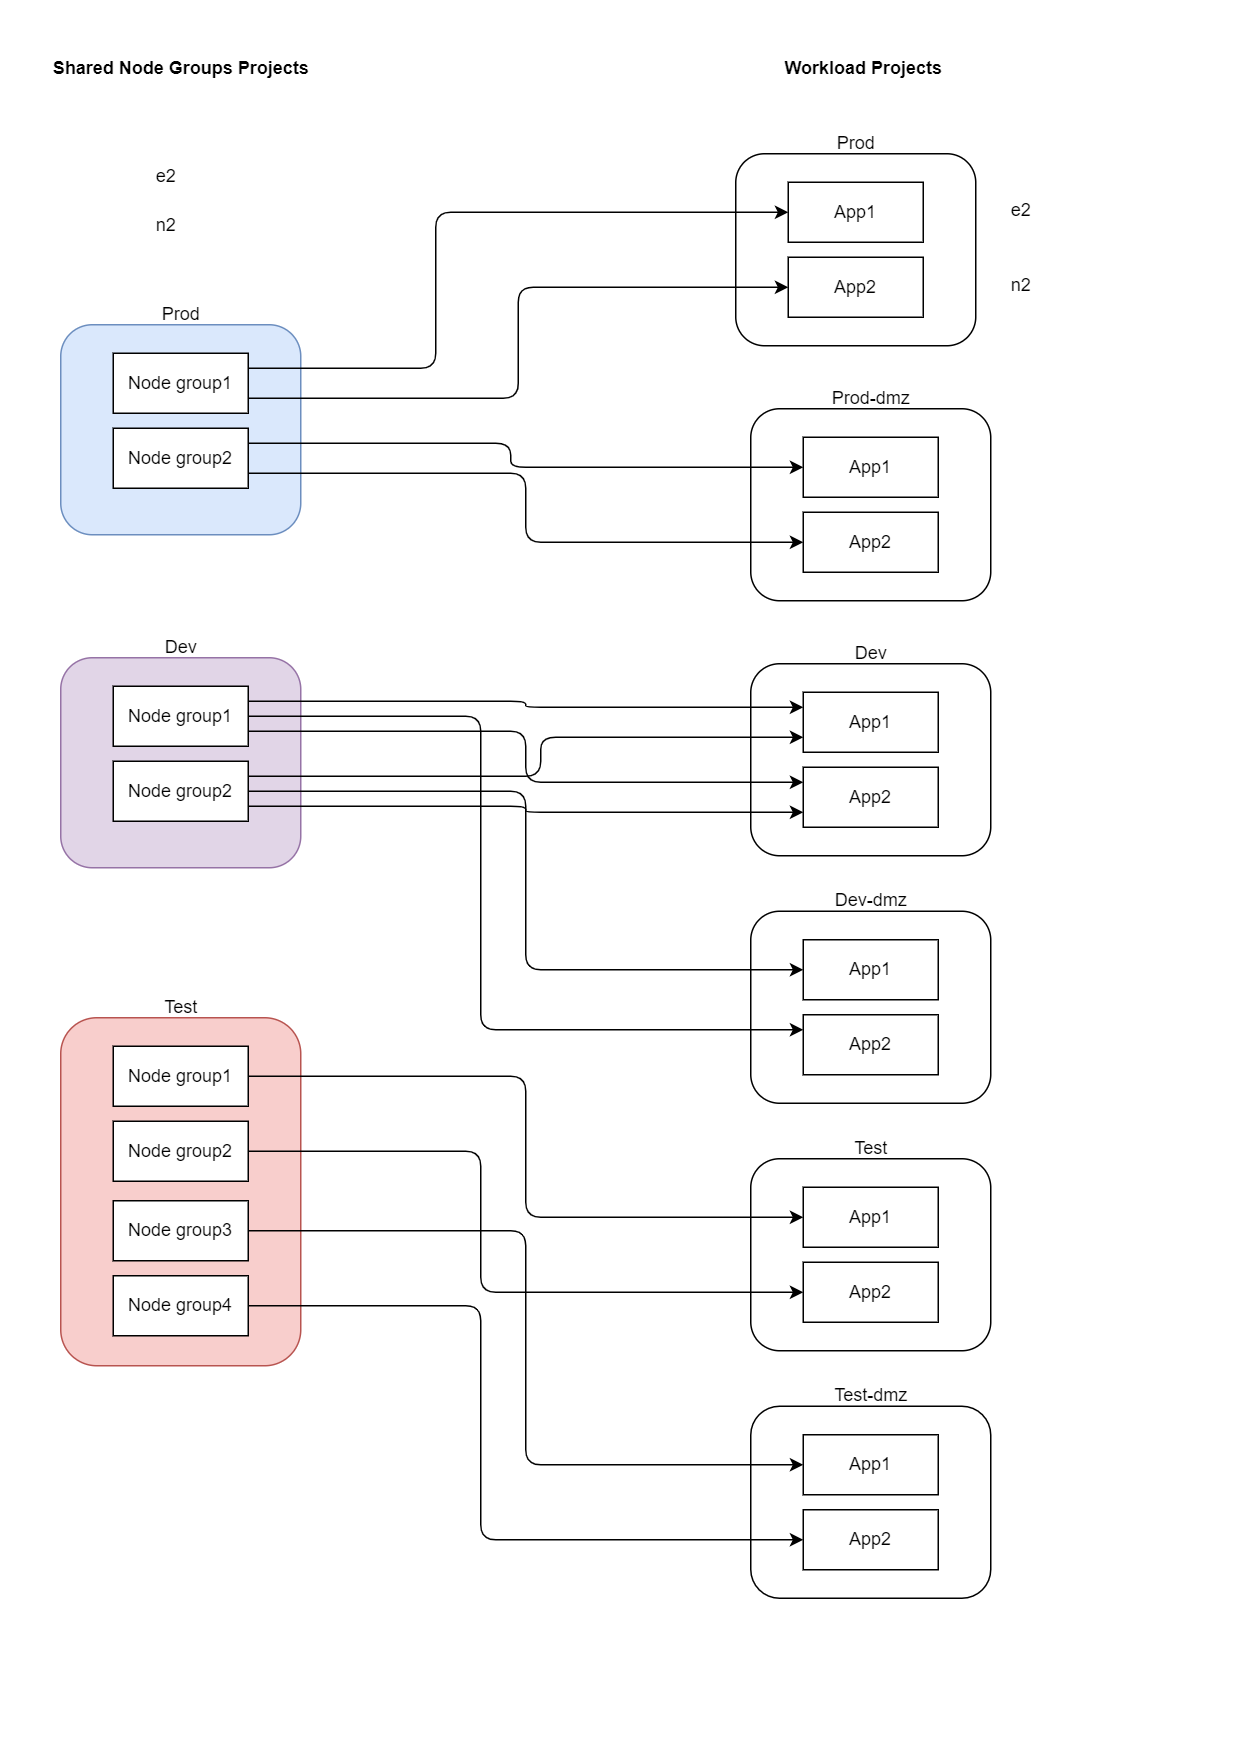 Shared Node Groups Projects
Workload Projects
e2
n2
Prod
Node group1
Node group2
Dev
Node group1
Node group2
Test
Node group1
Node group2
Node group3
Node group4
Prod
App1
e2
App2
n2
Prod-dmz
App1
App2
Dev
App1
App2
Dev-dmz
App1
App2
Test
App1
App2
Test-dmz
App1
App2